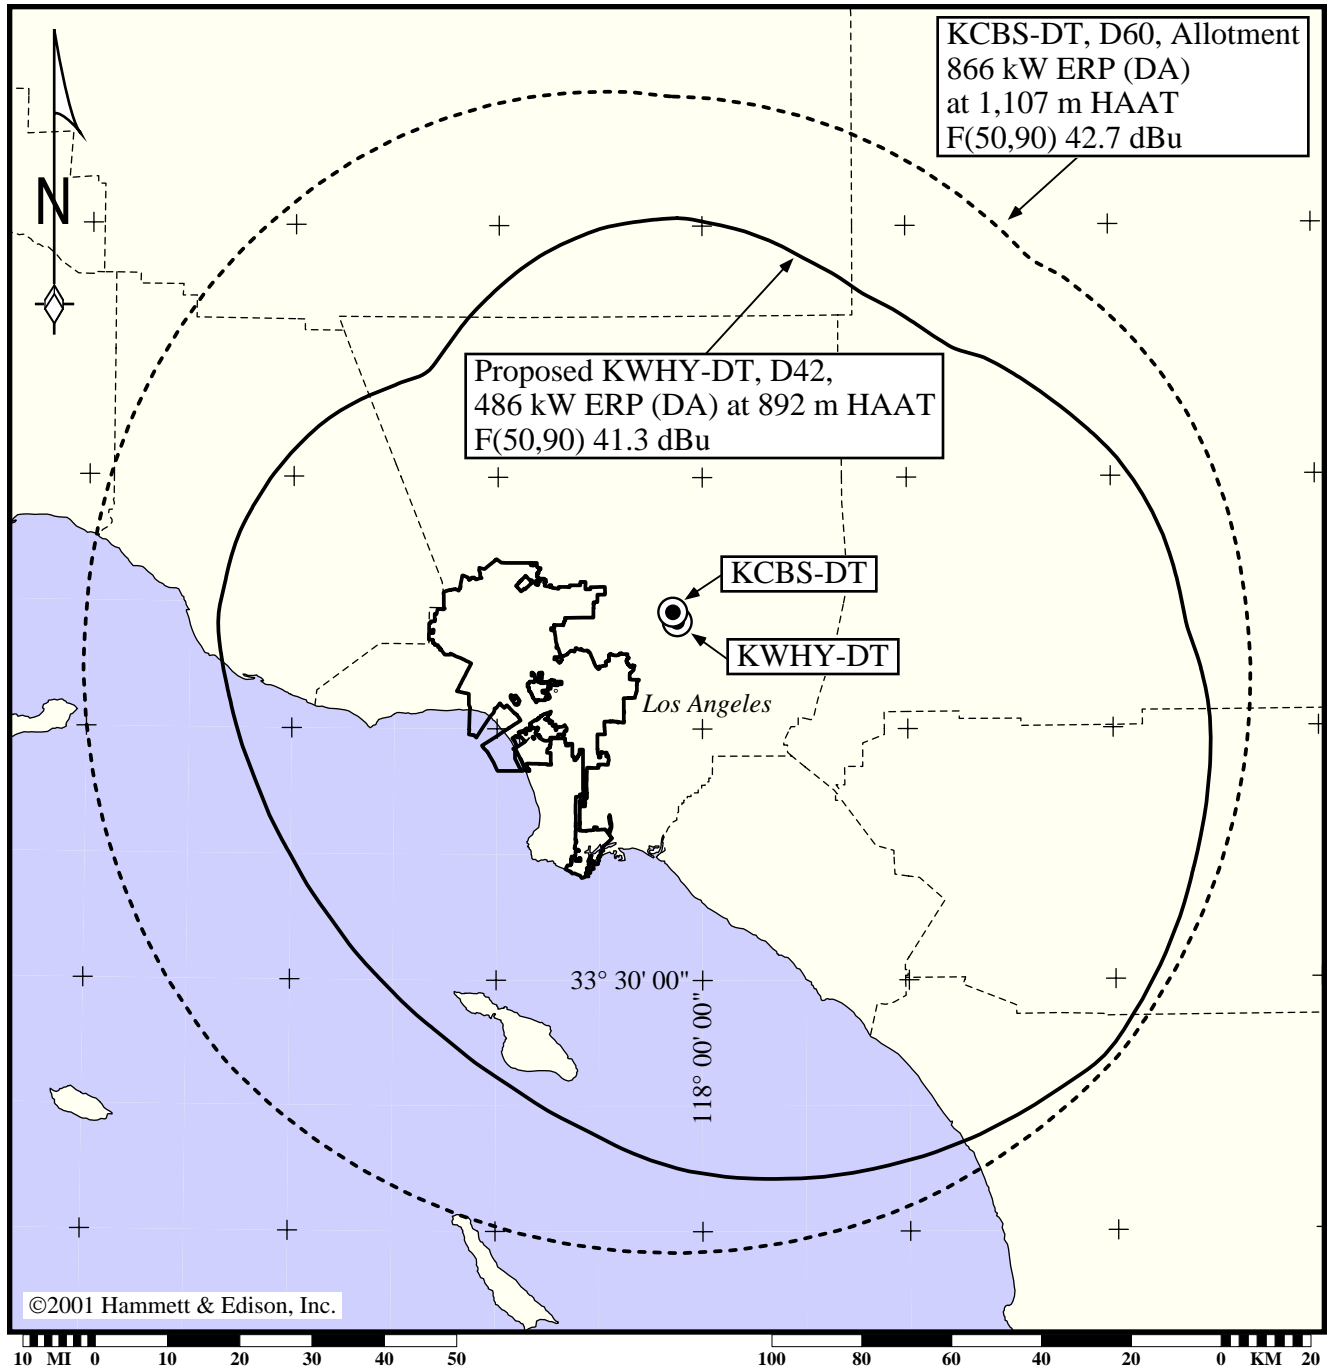 KCBS-DT, D60, Allotment
866 kW ERP (DA)
at 1,107 m HAAT
F(50,90) 42.7 dBu
N
Proposed KWHY-DT, D42,
486 kW ERP (DA) at 892 m HAAT
F(50,90) 41.3 dBu
KCBS-DT
KWHY-DT
Los Angeles
33° 30' 00"
118° 00' 00"
©2001 Hammett & Edison, Inc.
10 MI 0 10 20 30 40 50 100 80 60 40 20 0 KM 20